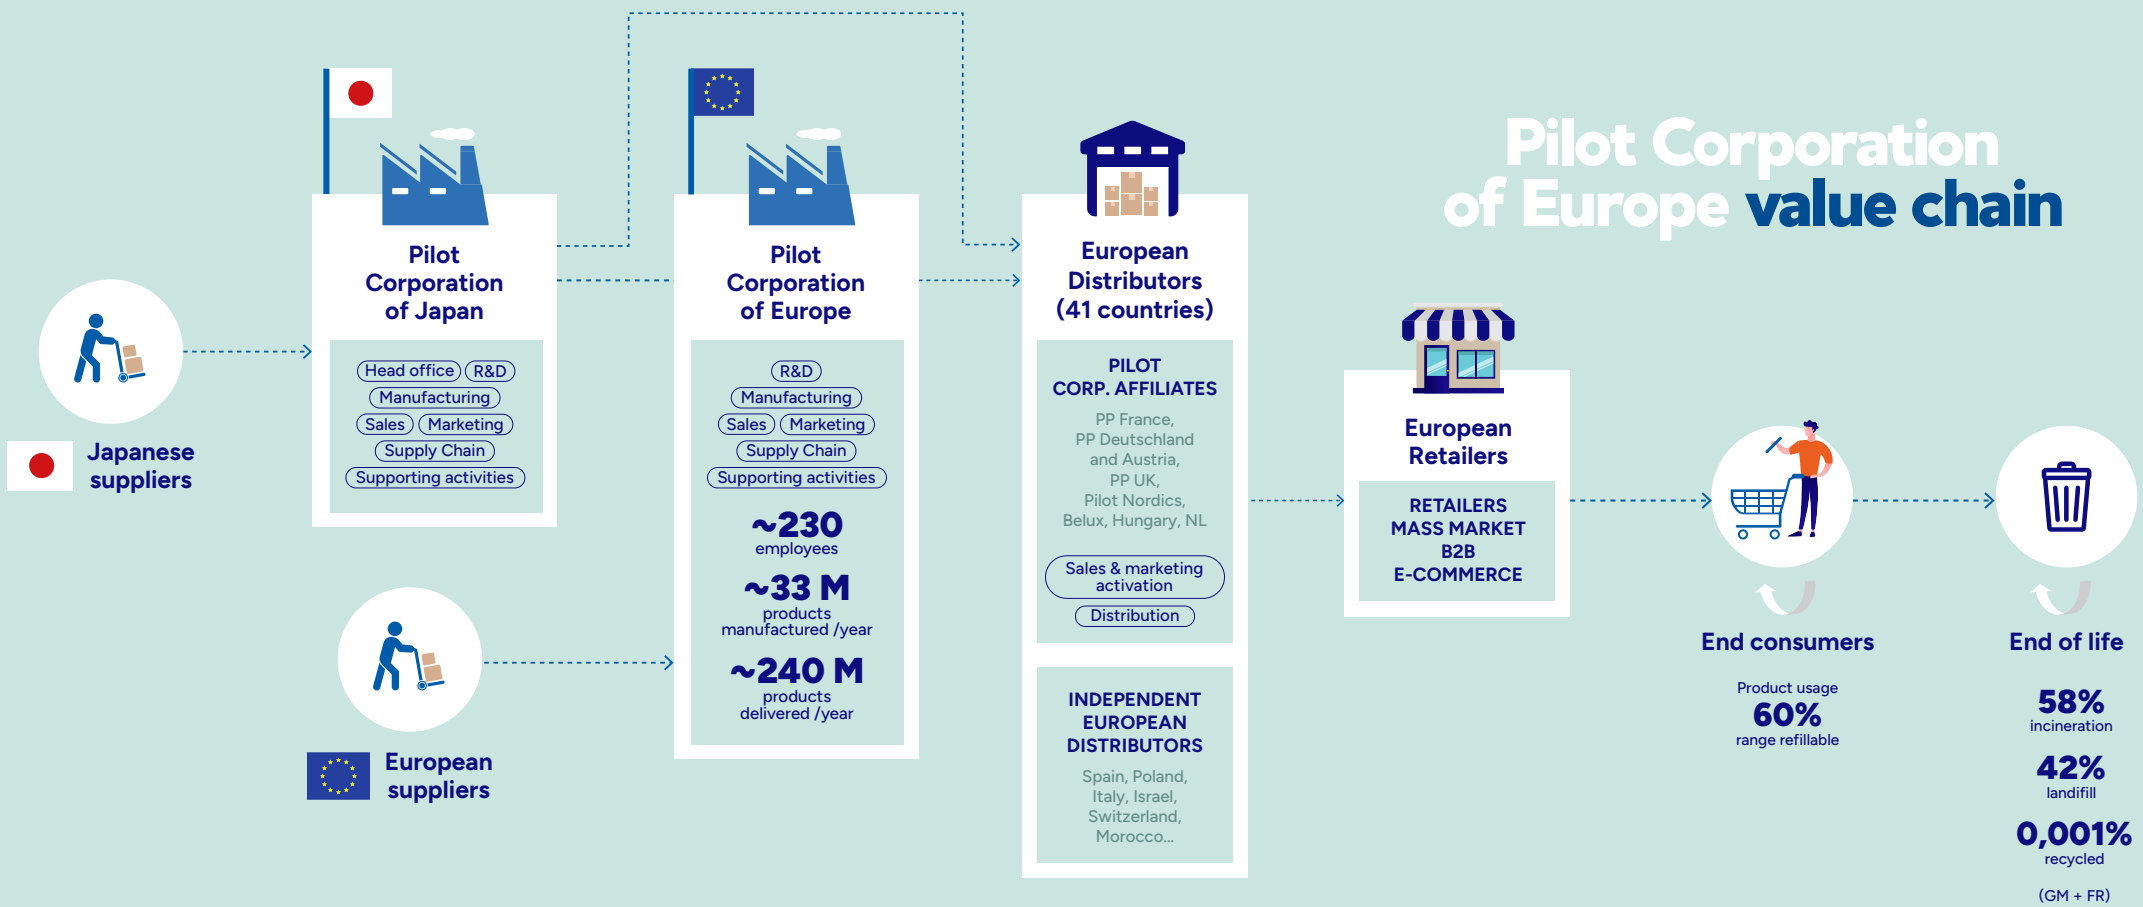 Pilot Corporation
of Europe value chain
Japanese
suppliers
Pilot
Corporation
of Japan
Head office
R&D
Manufacturing
Sales
Marketing
Supply Chain
Supporting activities
European
suppliers
Pilot
Corporation
of Europe
R&D
Manufacturing
Sales
Marketing
Supply Chain
Supporting activities
~230
employees
~33 M
products
manufactured /year
~240 M
products
delivered /year
European
Distributors
(41 countries)
PILOT
CORP. AFFILIATES
PP France,
PP Deutschland
and Austria,
PP UK,
Pilot Nordics,
Belux, Hungary, NL
Sales & marketing
activation
Distribution
INDEPENDENT
EUROPEAN
DISTRIBUTORS
Spain, Poland,
Italy, Israel,
Switzerland,
Morocco...
European
Retailers
RETAILERS
MASS MARKET
B2B
E-COMMERCE
End consumers
Product usage
60%
range refillable
End of life
58%
incineration
42%
landifill
0,001%
recycled
(GM + FR)